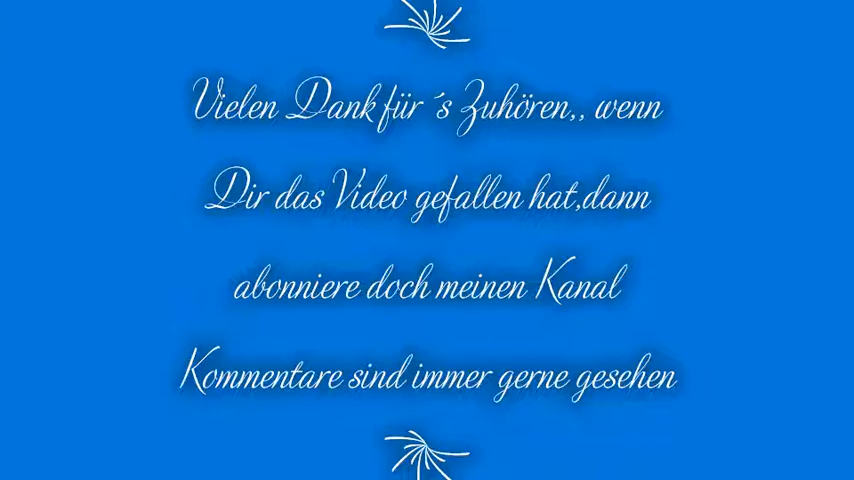 Vielen Dank für ´s Zuhören,, wenn
Dir das Video gefallen hat,dann
abonniere doch meinen Kanal
Kommentare sind immer gerne gesehen